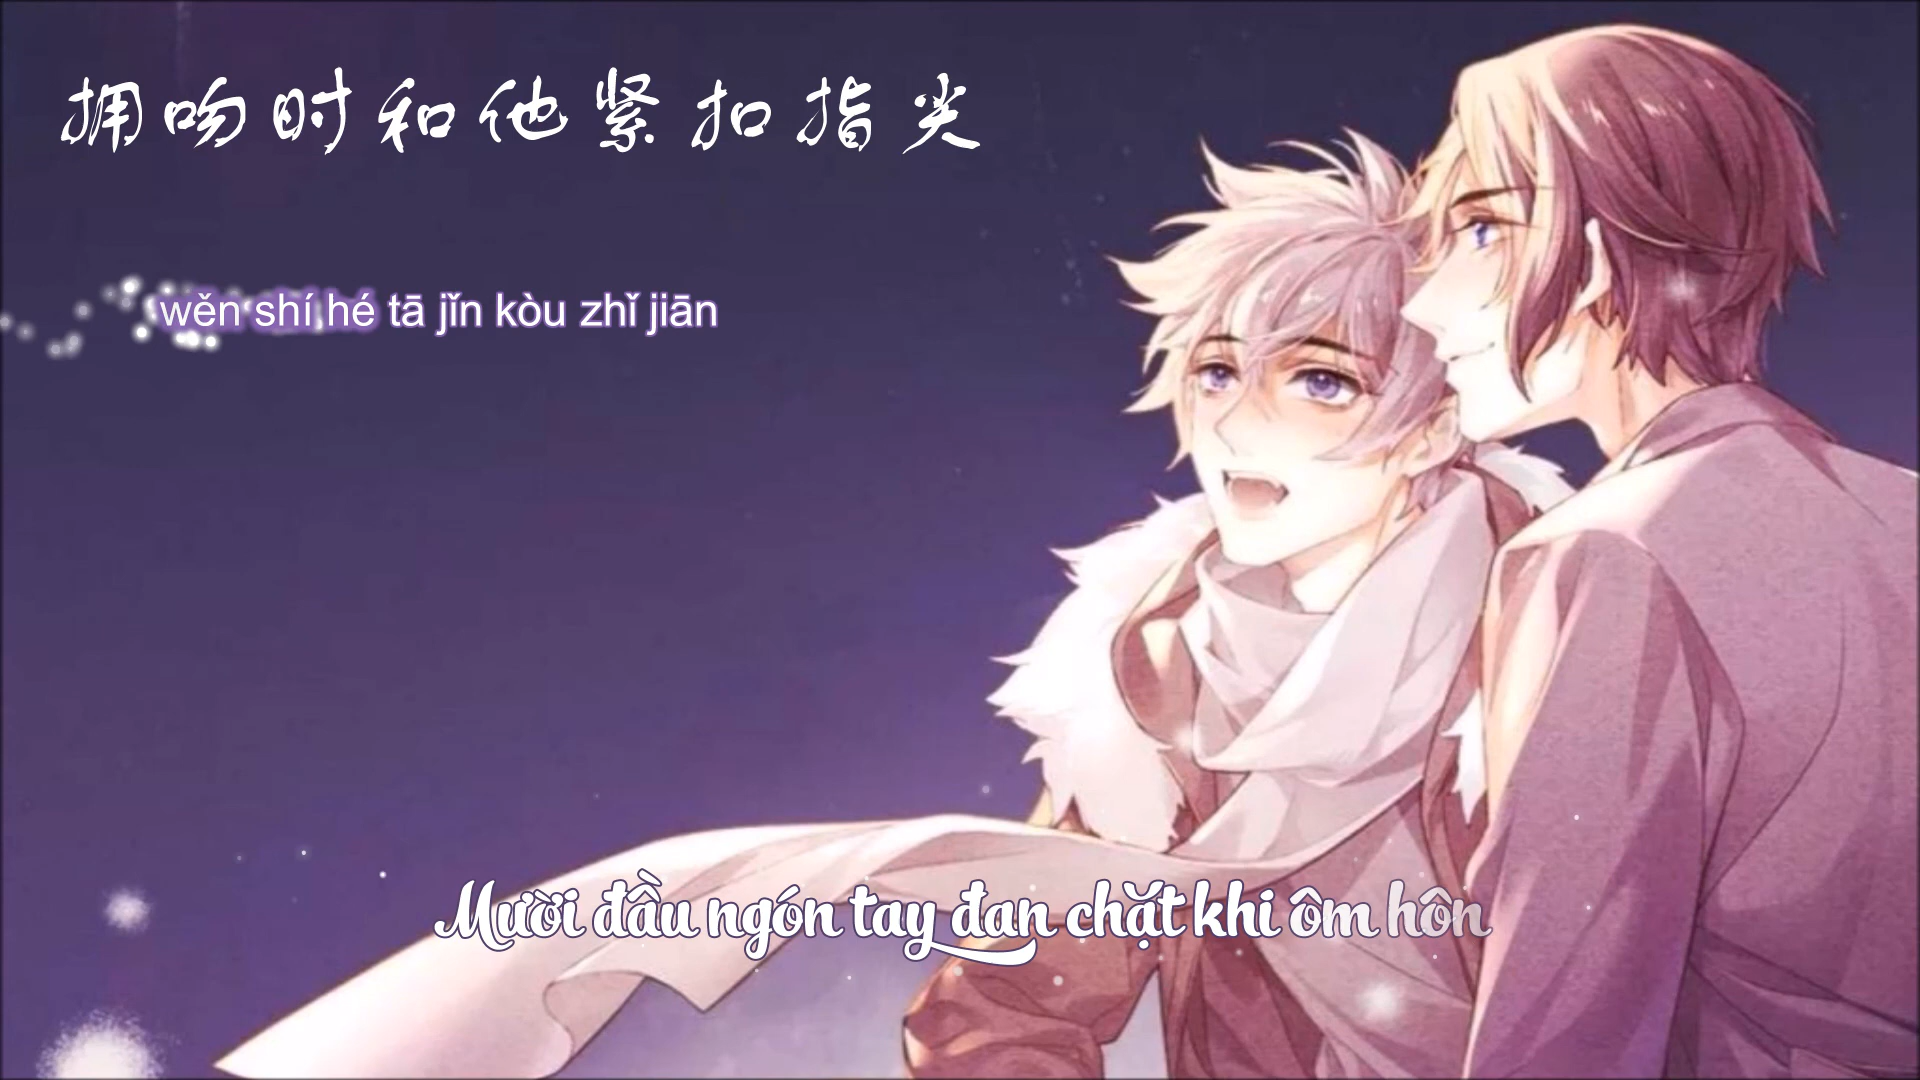 拥吻时和他紧扣指尖
wěn shí hé tā jǐn kòu zhǐ jiān
Mười đầu ngón tay đan chặt khi ôm hôn